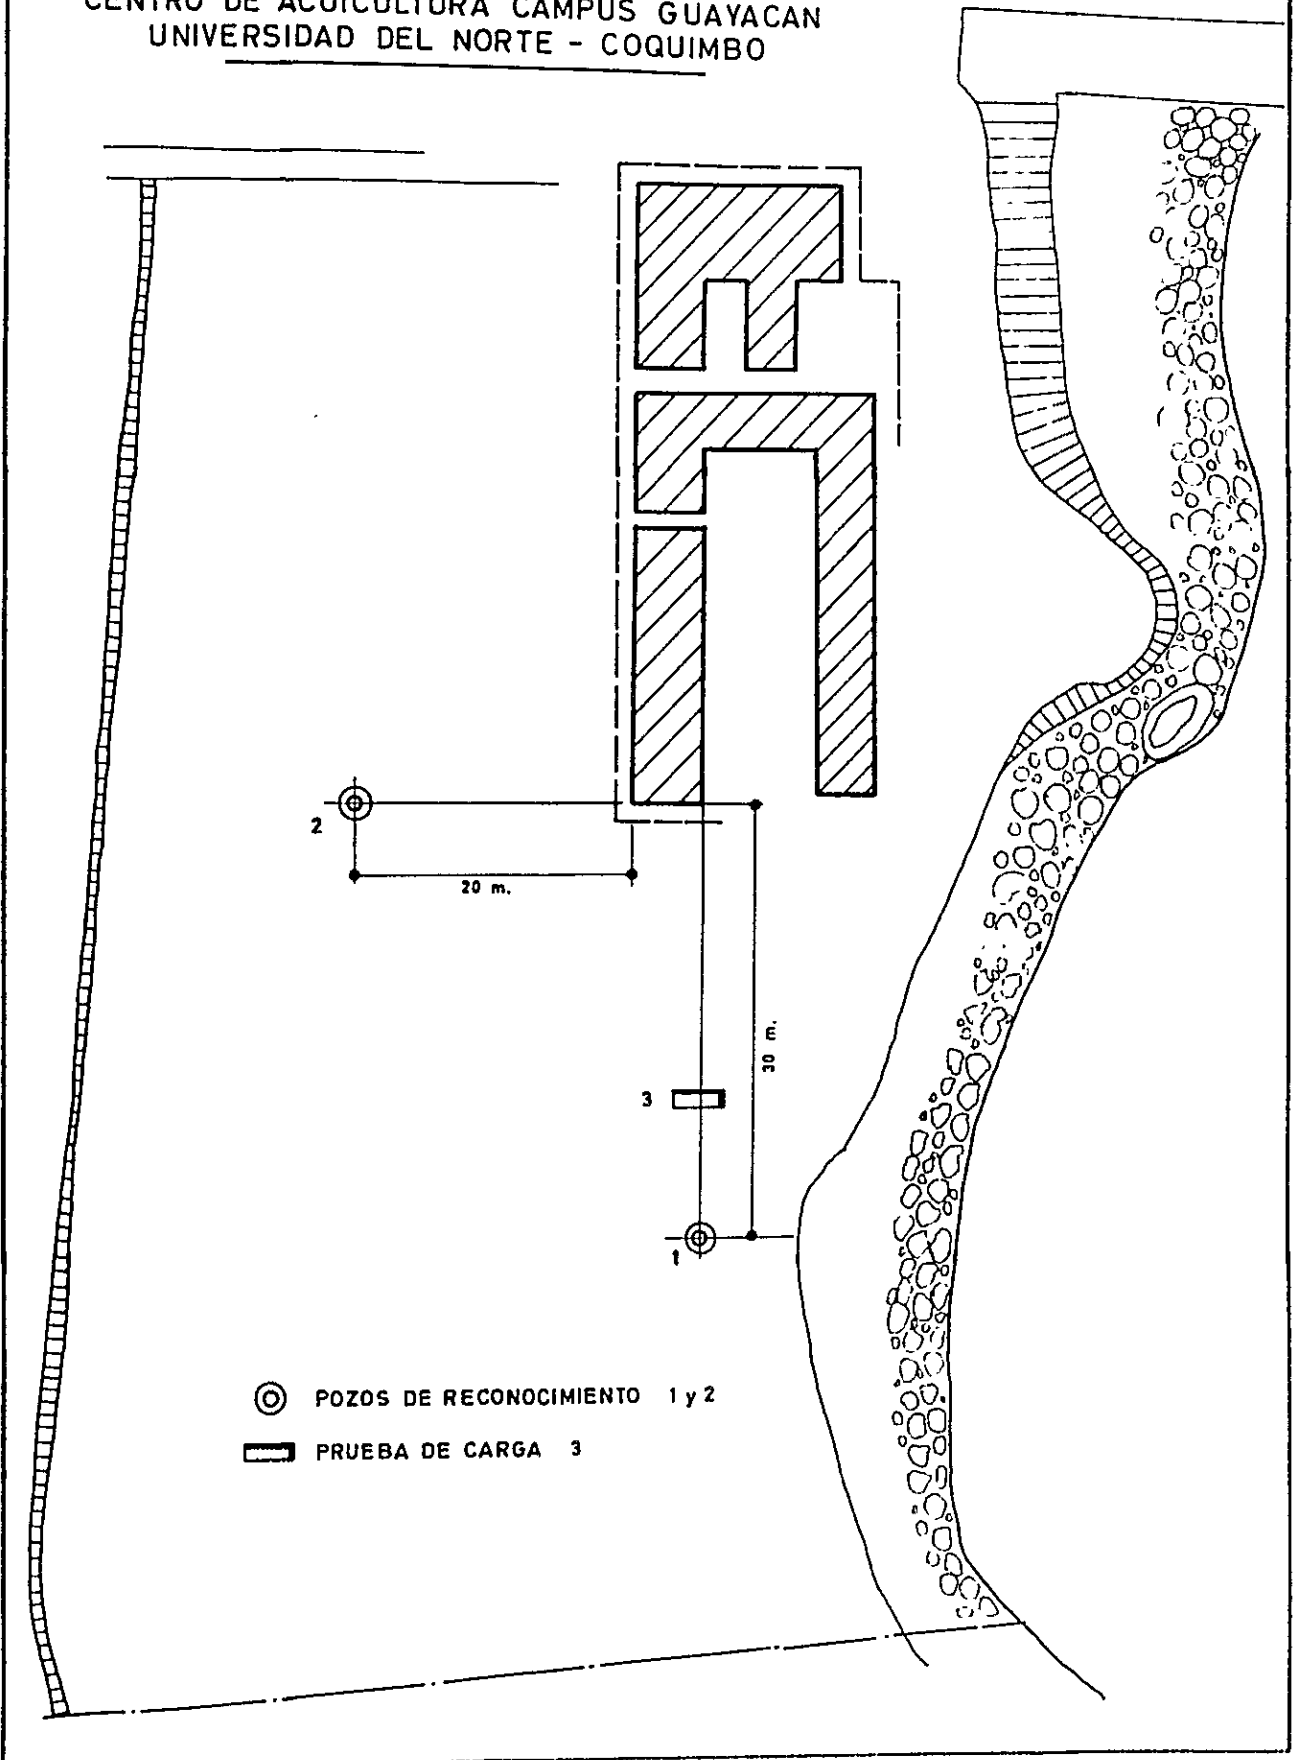 CENTRO DE ACUICULTURA CAMPUS GUAYACAN
UNIVERSIDAD DEL NORTE - COQUIMBO
2
20 m.
30 m.
3
1
POZOS DE RECONOCIMIENTO 1 y 2
PRUEBA DE CARGA 3